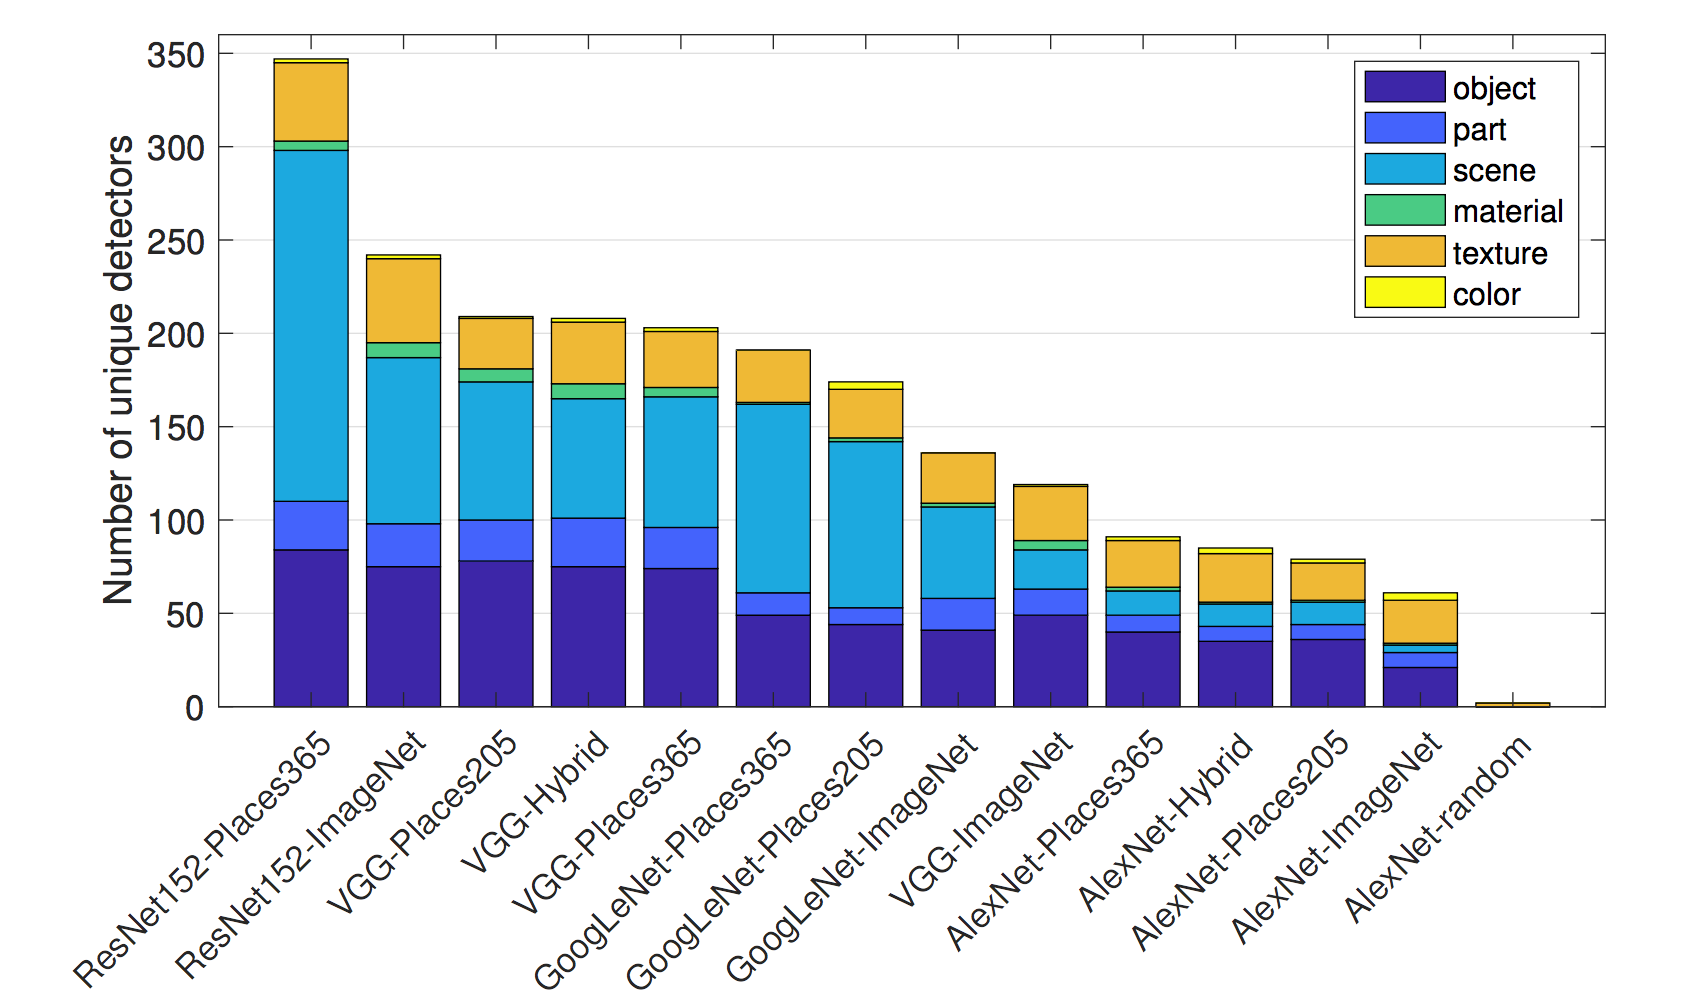 Number of unique detectors
350
300
250
200
150
100
50
0
object
part
scene
material
texture
color
ResNet152-Places365
ResNet152-ImageNet
VGG-Places205
VGG-Hybrid
VGG-Places365
GoogLeNet-Places365
GoogLeNet-Places205
GoogLeNet-ImageNet
VGG-ImageNet
AlexNet-Places365
AlexNet-Hybrid
AlexNet-Places205
AlexNet-ImageNet
AlexNet-random